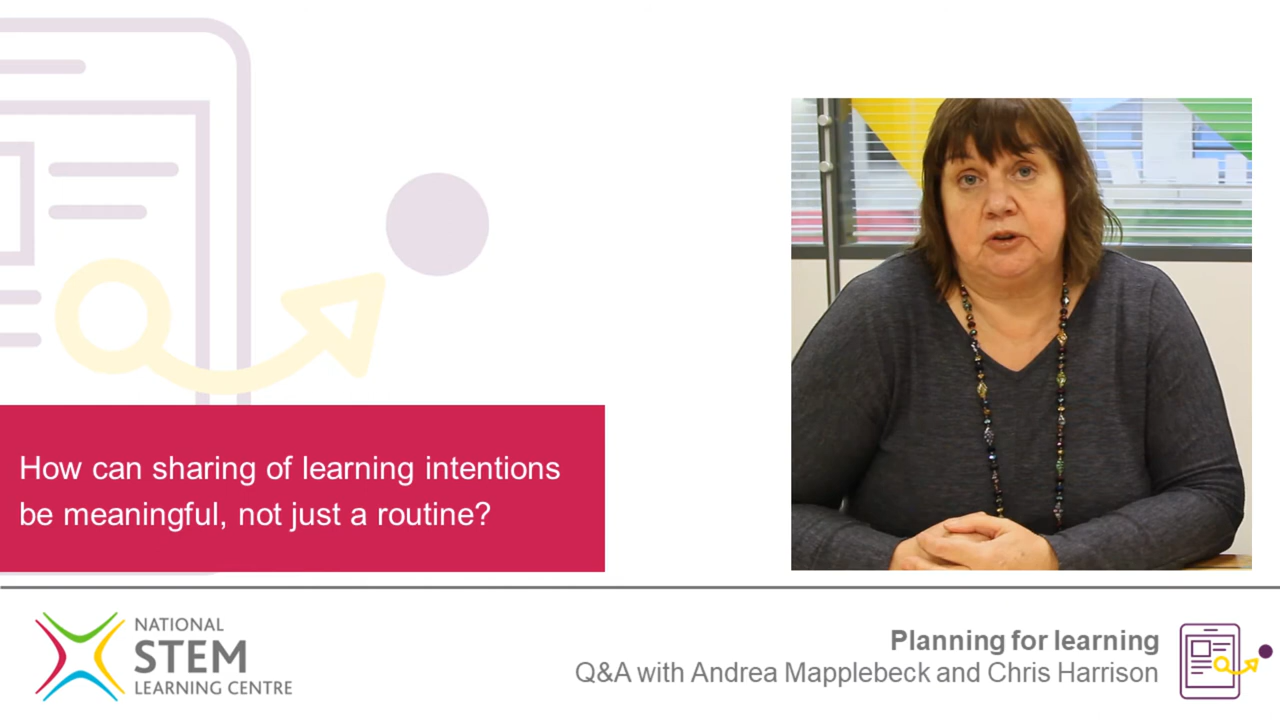 How can sharing of learning intentions
be meaningful, not just a routine?
NATIONAL
STEM
LEARNING CENTRE
Planning for learning
Q&A with Andrea Mapplebeck and Chris Harrison